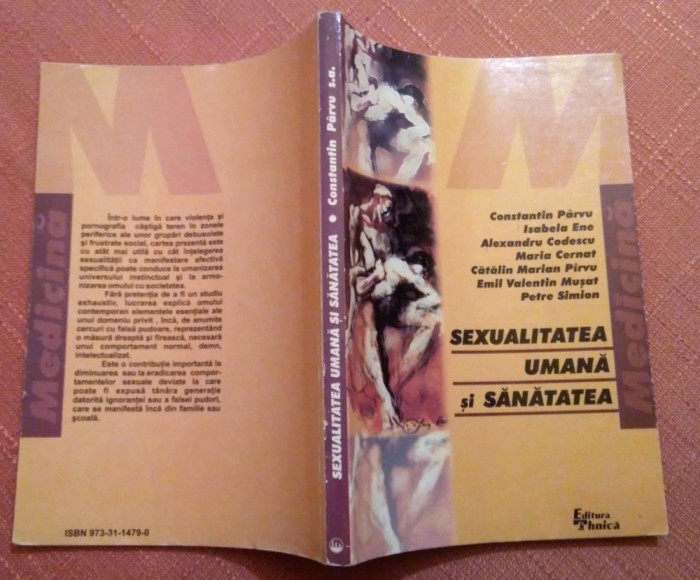 M
Medicină
Într-o lume în care violența și
pornografia câștigă teren în zonele
periferice ale unor grupări debusolate
și frustrate social, cartea prezentă este
cu atât mai utilă cu cât înțelegerea
sexualității ca manifestare afectivă
specifică poate conduce la umanizarea
universului instinctual și la armo-
nizarea omului cu societatea.
Fără pretenția de a fi un studiu
exhaustiv, lucrarea explică omului
contemporan elementele esențiale ale
unui domeniu privit , încă, de anumite
cercuri cu falsă pudoare, reprezentând
o măsură dreaptă și firească, necesară
unui comportament normal, demn,
intelectualizat.
Este o contribuție importantă la
diminuarea sau la eradicarea compor-
tamentelor sexuale deviate la care
poate fi expusă tânăra generație
datorită ignoranței sau a falsei pudori,
care se manifestă încă din familie sau
școală.
ISBN 973-31-1479-0
SEXUALITATEA UMANĂ ȘI SĂNĂTATEA • Constantin Pârvu s.a.
M
Constantin Pârvu
Isabela Ene
Alexandru Codescu
Maria Cernat
Cătălin Marian Pîrvu
Emil Valentin Mușat
Petre Simion
SEXUALITATEA
UMANĂ
și SĂNĂTATEA
Medicină
Editura
Tehnică